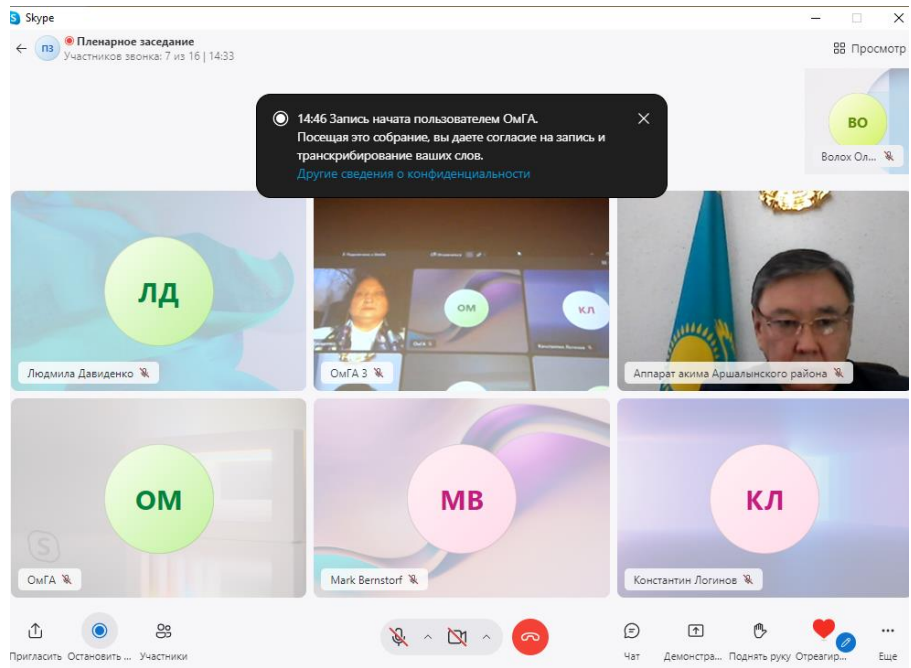 Skype
ПЗ
Пленарное заседание
Участников звонка: 7 из 16 | 14:33
Просмотр
14:46 Запись начата пользователем ОмГА.
Посещая это собрание, вы даете согласие на запись и
транскрибирование ваших слов.
Другие сведения о конфиденциальности
ВО
Волох Ол...
ЛД
Людмила Давиденко
ОМ
КЛ
ОмГА 3
Аппарат акима Аршалынского района
ОМ
ОмГА
МВ
Mark Bernstorf
КЛ
Константин Логинов
Пригласить
Остановить ...
Участники
Чат
Демонстра...
Поднять руку
Отреагир...
Еще